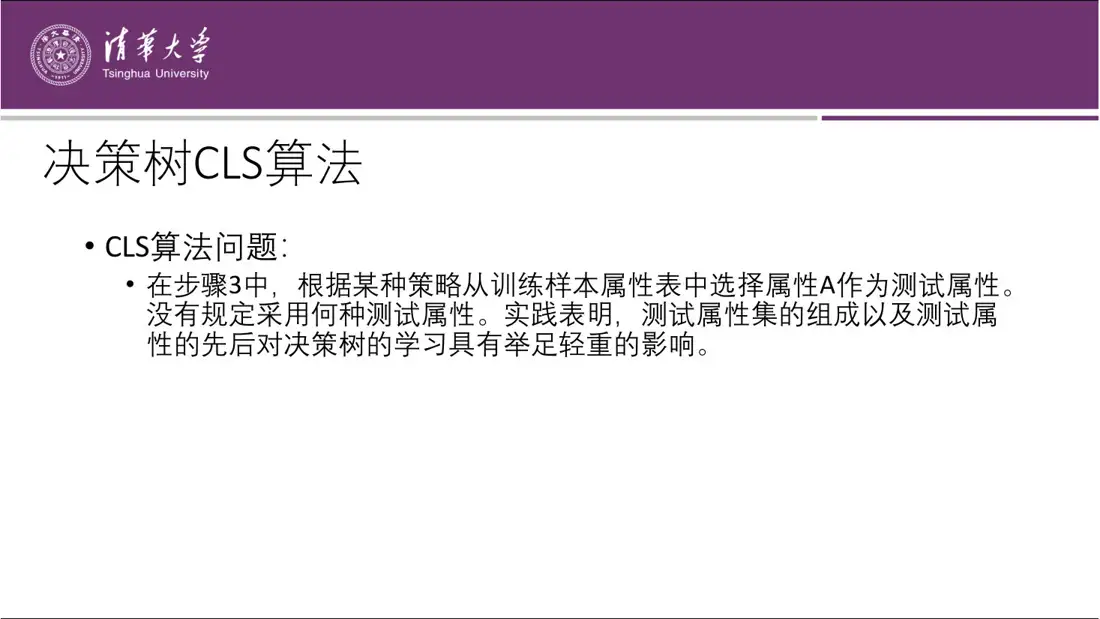 清华大学
Tsinghua University
决策树CLS算法
• CLS算法问题：
• 在步骤3中，根据某种策略从训练样本属性表中选择属性A作为测试属性。
没有规定采用何种测试属性。实践表明，测试属性集的组成以及测试属
性的先后对决策树的学习具有举足轻重的影响。